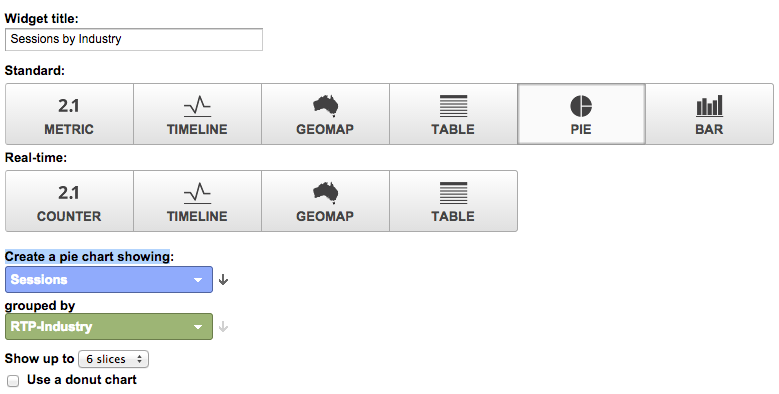 Widget title:
Sessions by Industry
Standard:
2.1 METRIC TIMELINE GEOMAP TABLE PIE BAR
Real-time:
2.1 COUNTER TIMELINE GEOMAP TABLE
Create a pie chart showing:
Sessions
grouped by
RTP-Industry
Show up to 6 slices
Use a donut chart